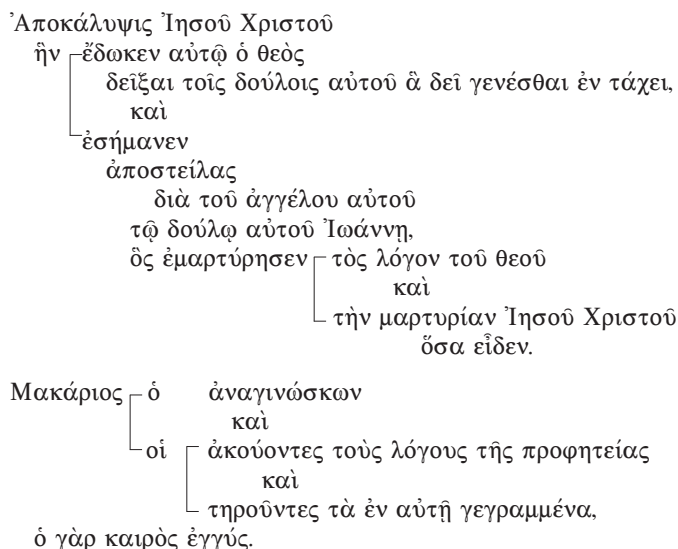 Ἀποκάλυψις Ἰησοῦ Χριστοῦ
ἣν ἔδωκεν αὐτῷ ὁ θεὸς
δεῖξαι τοῖς δούλοις αὐτοῦ ἃ δεῖ γενέσθαι ἐν τάχει,
καὶ
ἐσήμανεν
ἀποστείλας
διὰ τοῦ ἀγγέλου αὐτοῦ
τῷ δούλῳ αὐτοῦ Ἰωάννῃ,
ὃς ἐμαρτύρησεν τὸς λόγον τοῦ θεοῦ
καὶ
τὴν μαρτυρίαν Ἰησοῦ Χριστοῦ
ὅσα εἶδεν.
Μακάριος ὁ ἀναγινώσκων
καὶ
οἱ ἀκούοντες τοὺς λόγους τῆς προφητείας
καὶ
τηροῦντες τὰ ἐν αὐτῇ γεγραμμένα,
ὁ γὰρ καιρὸς ἐγγύς.